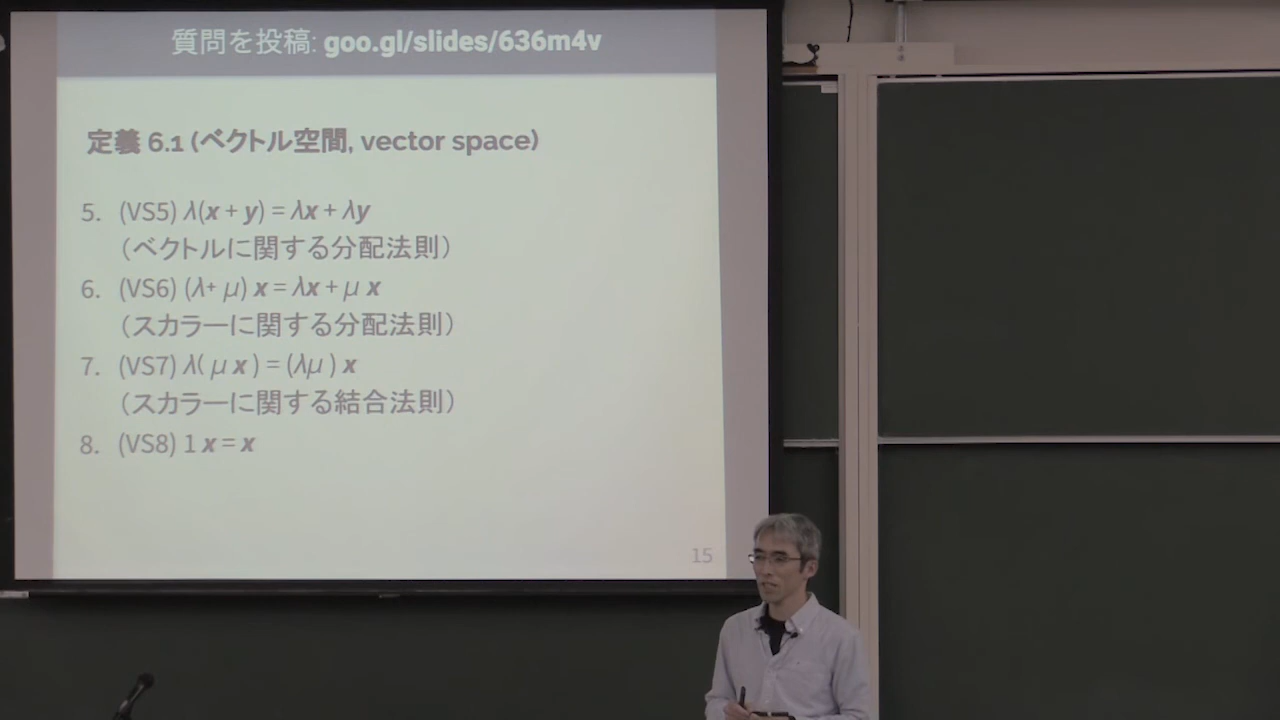 質問を投稿: goo.gl/slides/636m4v
定義 6.1 (ベクトル空間, vector space)
5. (VS5) λ(x + y) = λx + λy
（ベクトルに関する分配法則）
6. (VS6) (λ+ μ) x = λx + μ x
（スカラーに関する分配法則）
7. (VS7) λ( μ x ) = (λμ ) x
（スカラーに関する結合法則）
8. (VS8) 1 x = x
15